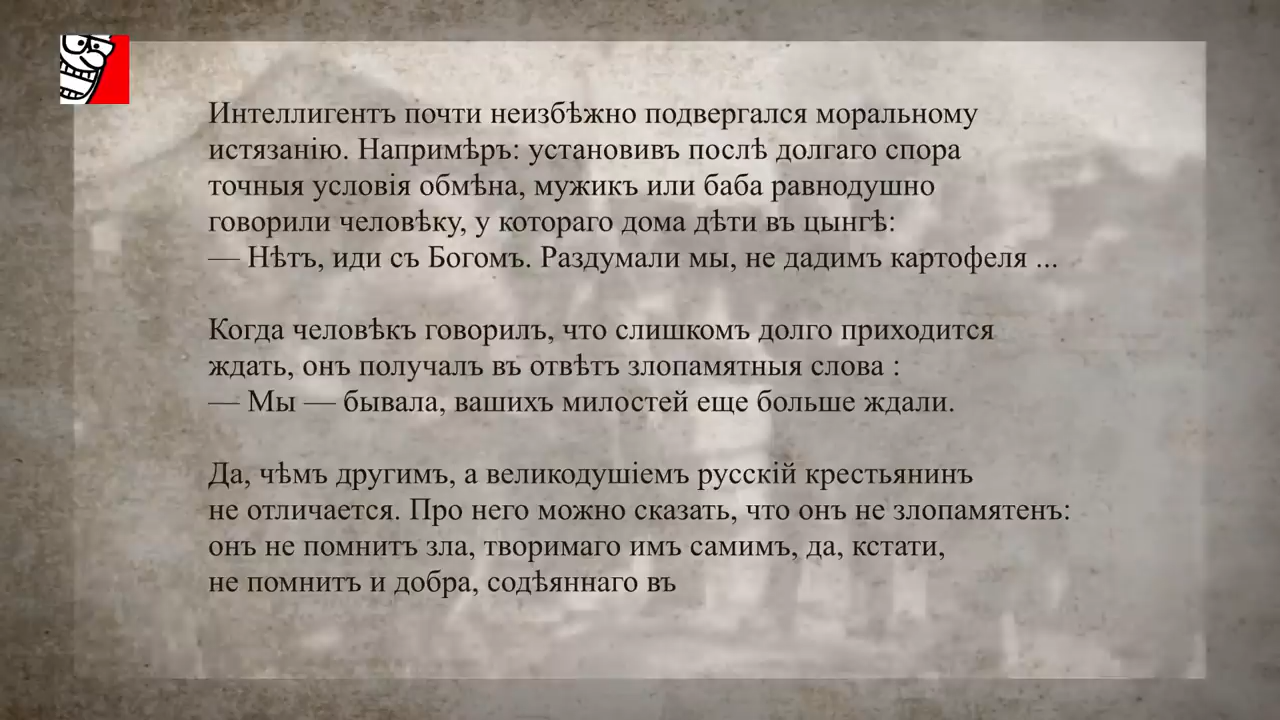 Интеллигентъ почти неизбѣжно подвергался моральному
истязанію. Напримѣръ: установивъ послѣ долгаго спора
точныя условія обмѣна, мужикъ или баба равнодушно
говорили человѣку, у котораго дома дѣти въ цынгѣ:
— Нѣтъ, иди съ Богомъ. Раздумали мы, не дадимъ картофеля ...
Когда человѣкъ говорилъ, что слишкомъ долго приходится
ждать, онъ получалъ въ отвѣтъ злопамятныя слова :
— Мы — бывала, вашихъ милостей еще больше ждали.
Да, чѣмъ другимъ, а великодушіемъ русскій крестьянинъ
не отличается. Про него можно сказать, что онъ не злопамятенъ:
онъ не помнитъ зла, творимаго имъ самимъ, да, кстати,
не помнитъ и добра, содѣяннаго въ